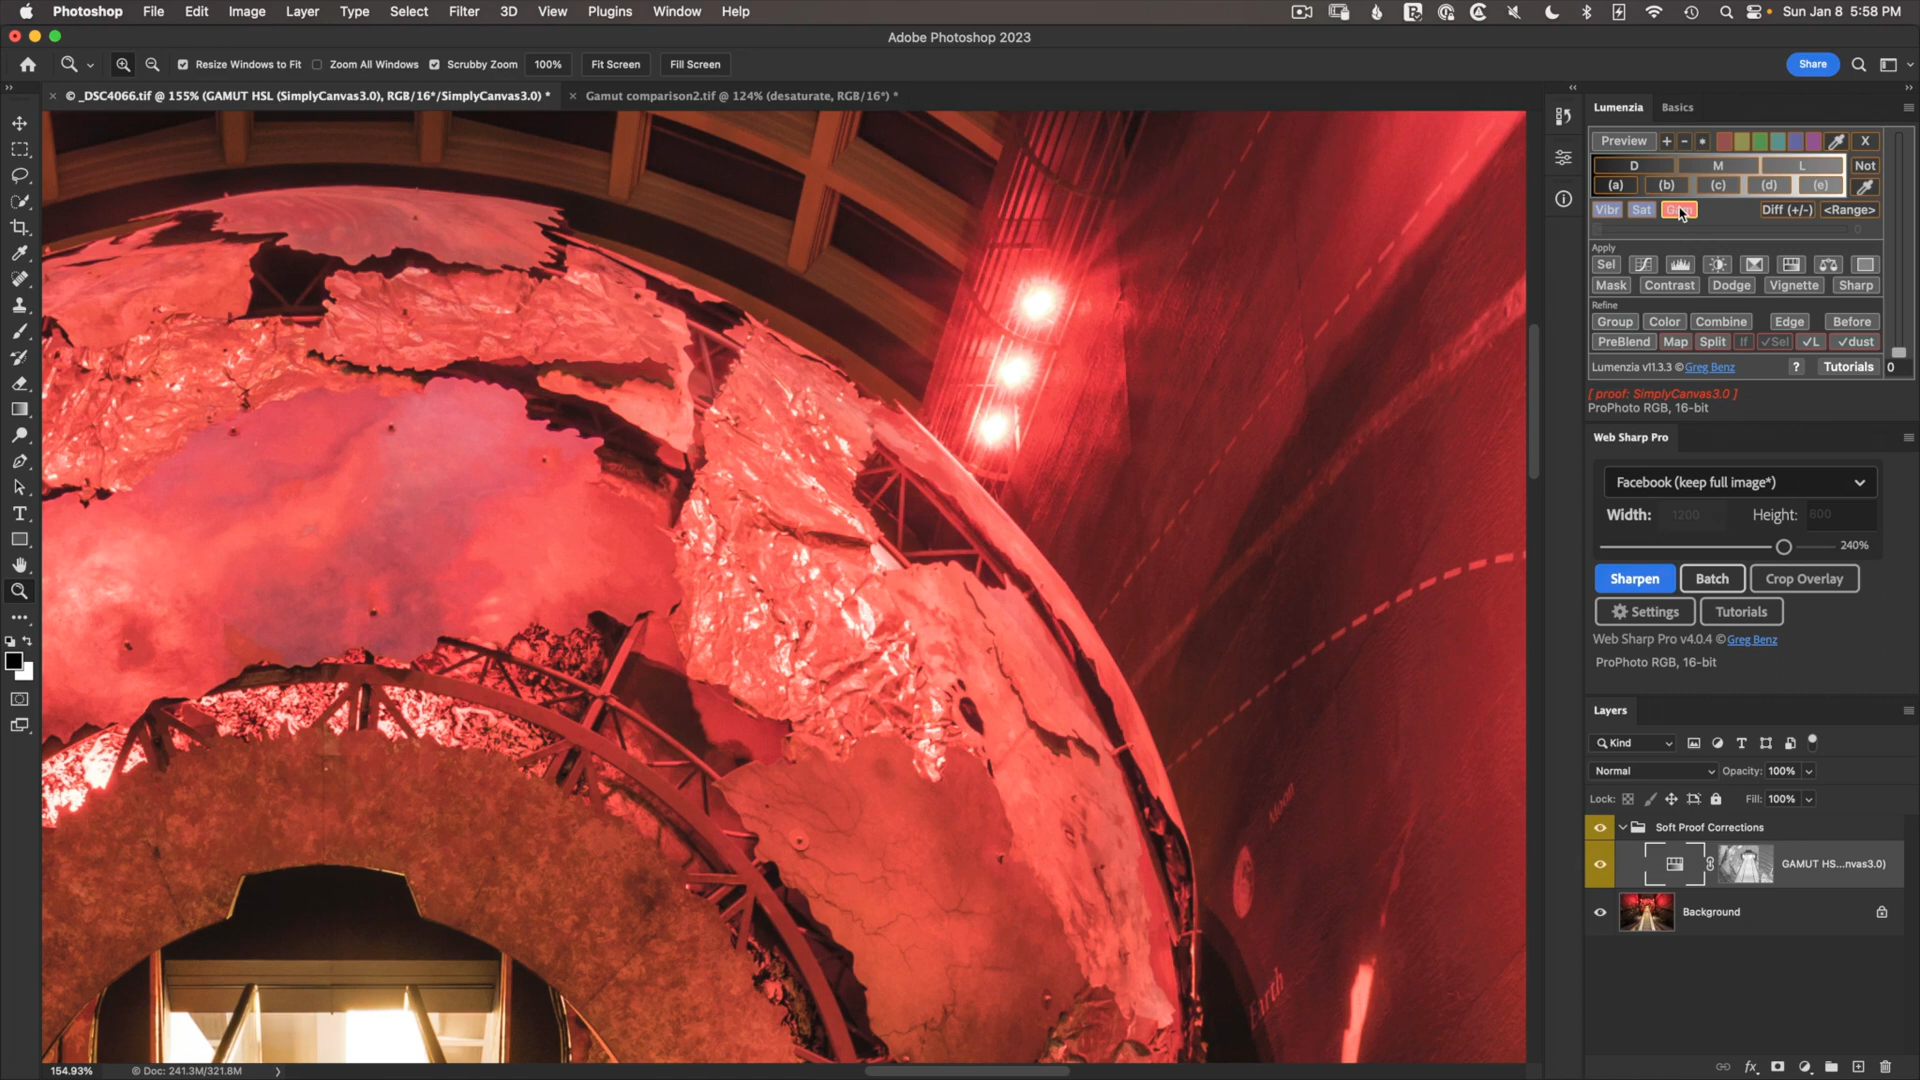 Photoshop File Edit Image Layer Type Select Filter 3D View Plugins Window Help Sun Jan 8 5:58 PM
Adobe Photoshop 2023
Resize Windows to Fit Zoom All Windows Scrubby Zoom 100% Fit Screen Fill Screen Share
© _DSC4066.tif @ 155% (GAMUT HSL (SimplyCanvas3.0), RGB/16*/SimplyCanvas3.0) * Gamut comparison2.tif @ 124% (desaturate, RGB/16*) *
Lumenzia Basics
Preview + - * X
D M L Not
(a) (b) (c) (d) (e)
Vibr Sat Diff (+/-) <Range>
0
Apply
Sel
Mask Contrast Dodge Vignette Sharp
Refine
Group Color Combine Edge Before
PreBlend Map Split If ✓Sel ✓L ✓dust
Lumenzia v11.3.3 © Greg Benz ? Tutorials 0
[ proof: SimplyCanvas3.0 ]
ProPhoto RGB, 16-bit
Web Sharp Pro
Facebook (keep full image*)
Width: 1200 Height: 800
240%
Sharpen Batch Crop Overlay
Settings Tutorials
Web Sharp Pro v4.0.4 © Greg Benz
ProPhoto RGB, 16-bit
Layers
Kind
Normal Opacity: 100%
Lock: Fill: 100%
Soft Proof Corrections
GAMUT HS...nvas3.0)
Background
Moon
Earth
154.93% © Doc: 241.3M/321.8M